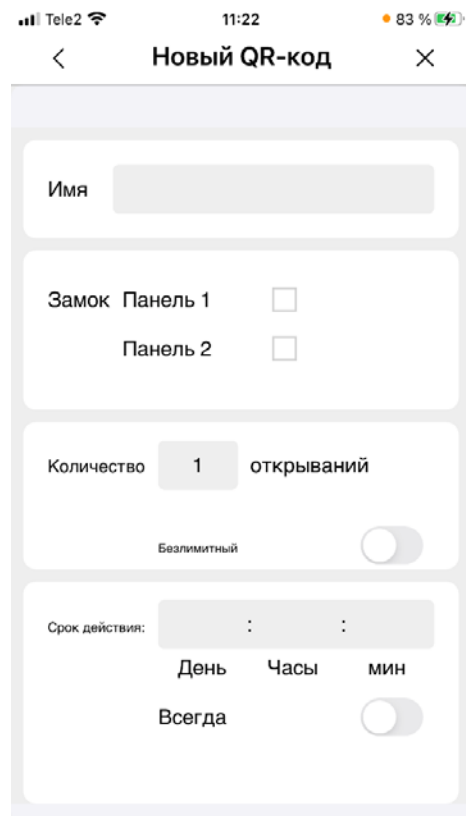 Tele2 11:22 83 %
Новый QR-код
Имя
Замок Панель 1
Панель 2
Количество 1 открываний
Безлимитный
Срок действия: : :
День Часы мин
Всегда